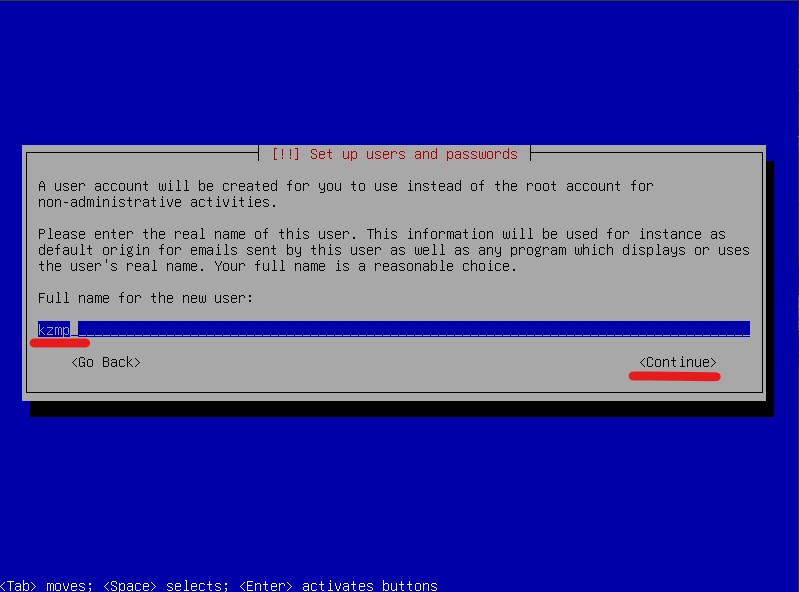 [!!] Set up users and passwords
A user account will be created for you to use instead of the root account for
non-administrative activities.
Please enter the real name of this user. This information will be used for instance as
default origin for emails sent by this user as well as any program which displays or uses
the user's real name. Your full name is a reasonable choice.
Full name for the new user:
kzmp
<Go Back>
<Continue>
<Tab> moves; <Space> selects; <Enter> activates buttons